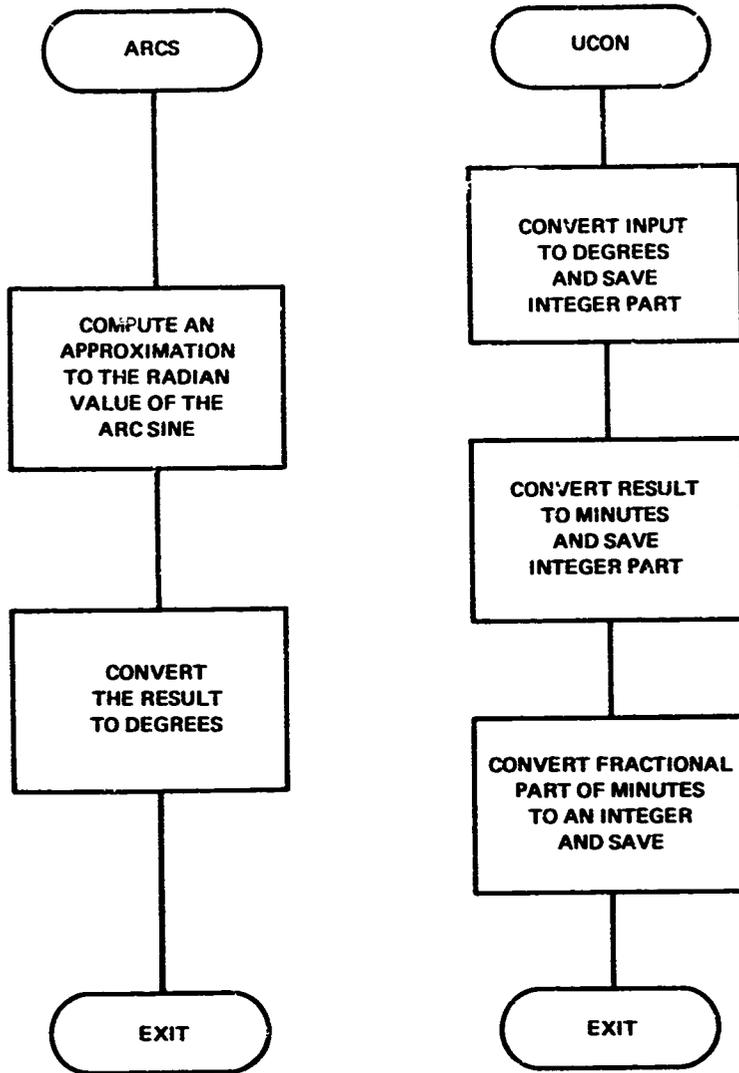 ARCS
COMPUTE AN
APPROXIMATION
TO THE RADIAN
VALUE OF THE
ARC SINE
CONVERT
THE RESULT
TO DEGREES
EXIT
UCON
CONVERT INPUT
TO DEGREES
AND SAVE
INTEGER PART
CONVERT RESULT
TO MINUTES
AND SAVE
INTEGER PART
CONVERT FRACTIONAL
PART OF MINUTES
TO AN INTEGER
AND SAVE
EXIT